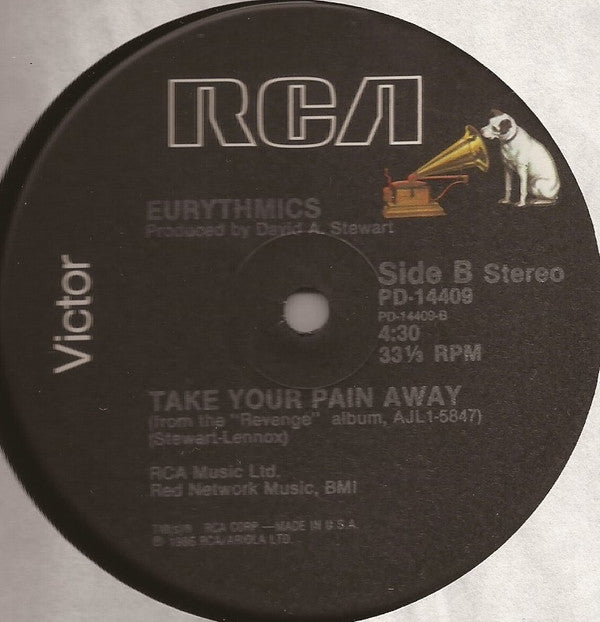 RCA
EURYTHMICS
Produced by David A. Stewart
Victor
Side B Stereo
PD-14409
PD-14409-B
4:30
33⅓ RPM
TAKE YOUR PAIN AWAY
(from the "Revenge" album, AJL1-5847)
(Stewart-Lennox)
RCA Music Ltd.
Red Network Music, BMI
TM(s)® RCA CORP.—MADE IN U.S.A.
℗ 1986 RCA/ARIOLA LTD.